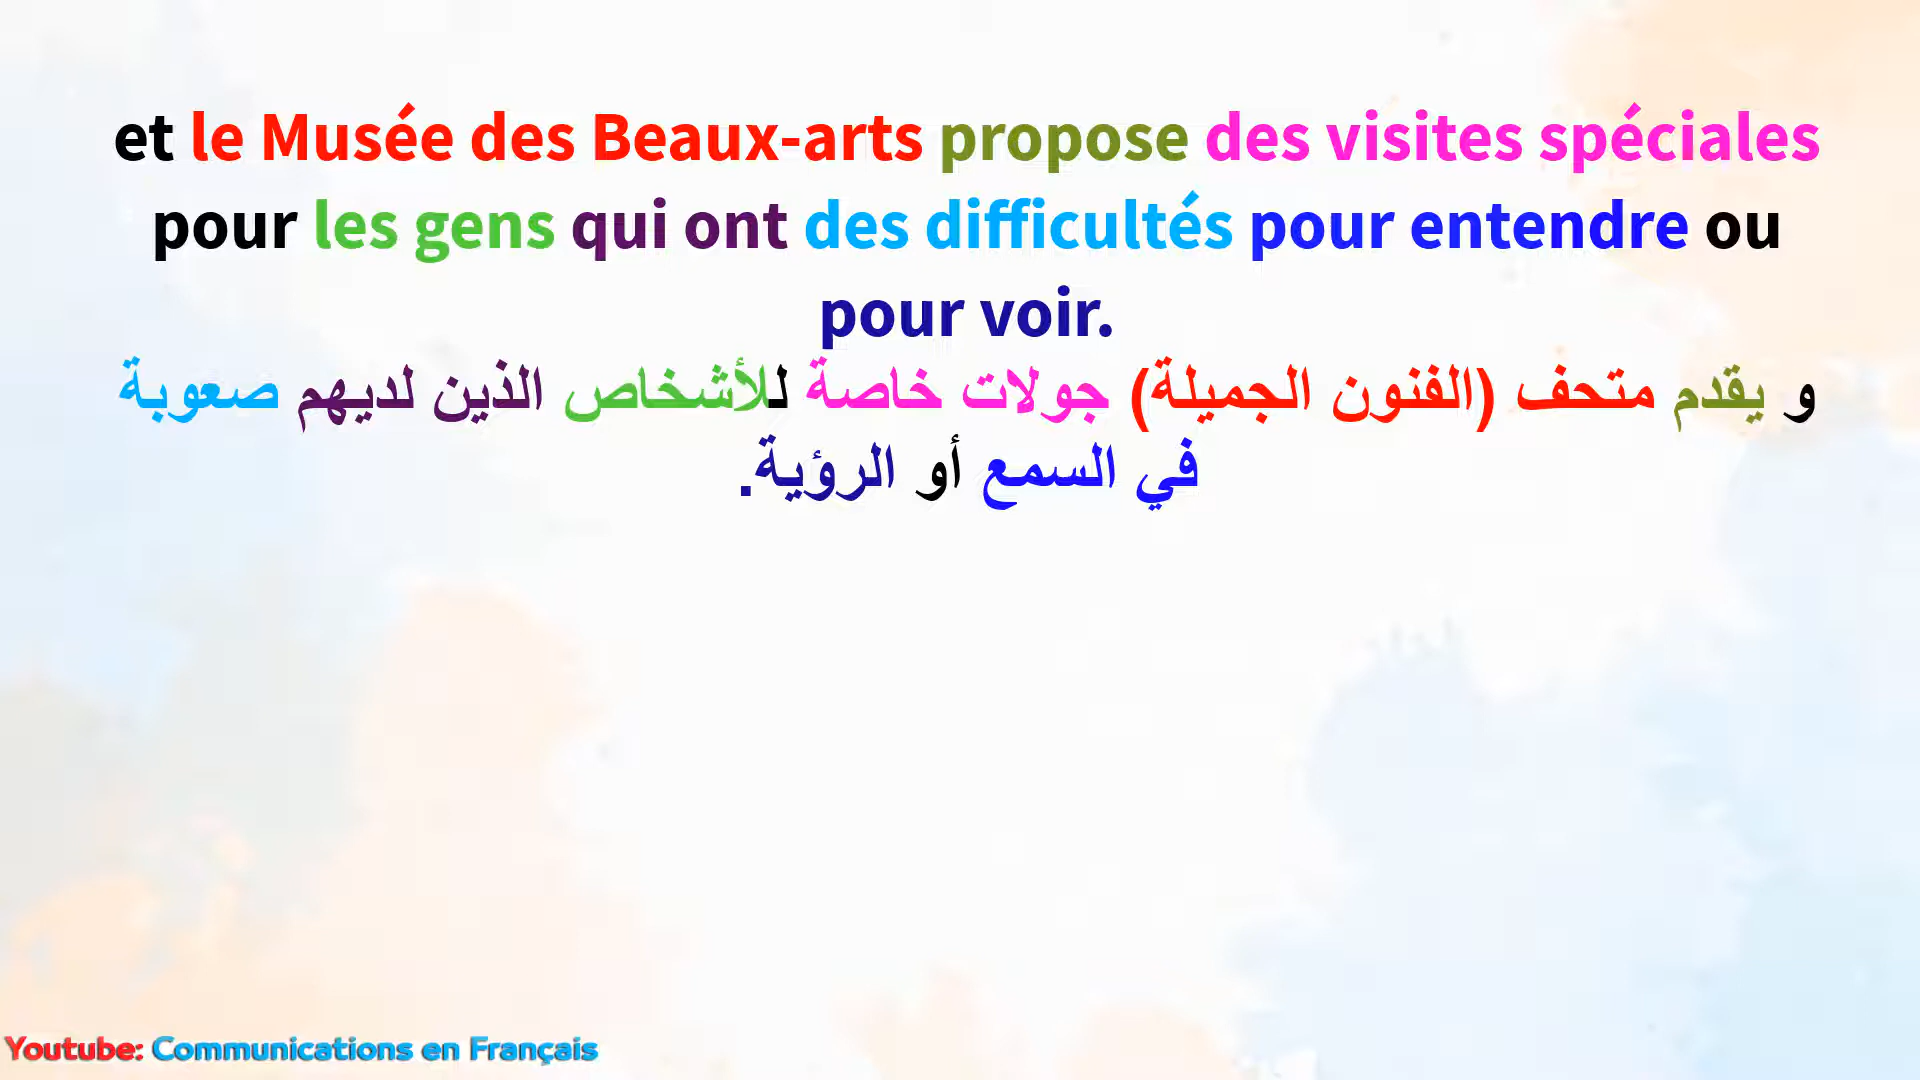 et le Musée des Beaux-arts propose des visites spéciales
pour les gens qui ont des difficultés pour entendre ou
pour voir.
و يقدم متحف (الفنون الجميلة) جولات خاصة للأشخاص الذين لديهم صعوبة
في السمع أو الرؤية.
Youtube: Communications en Français